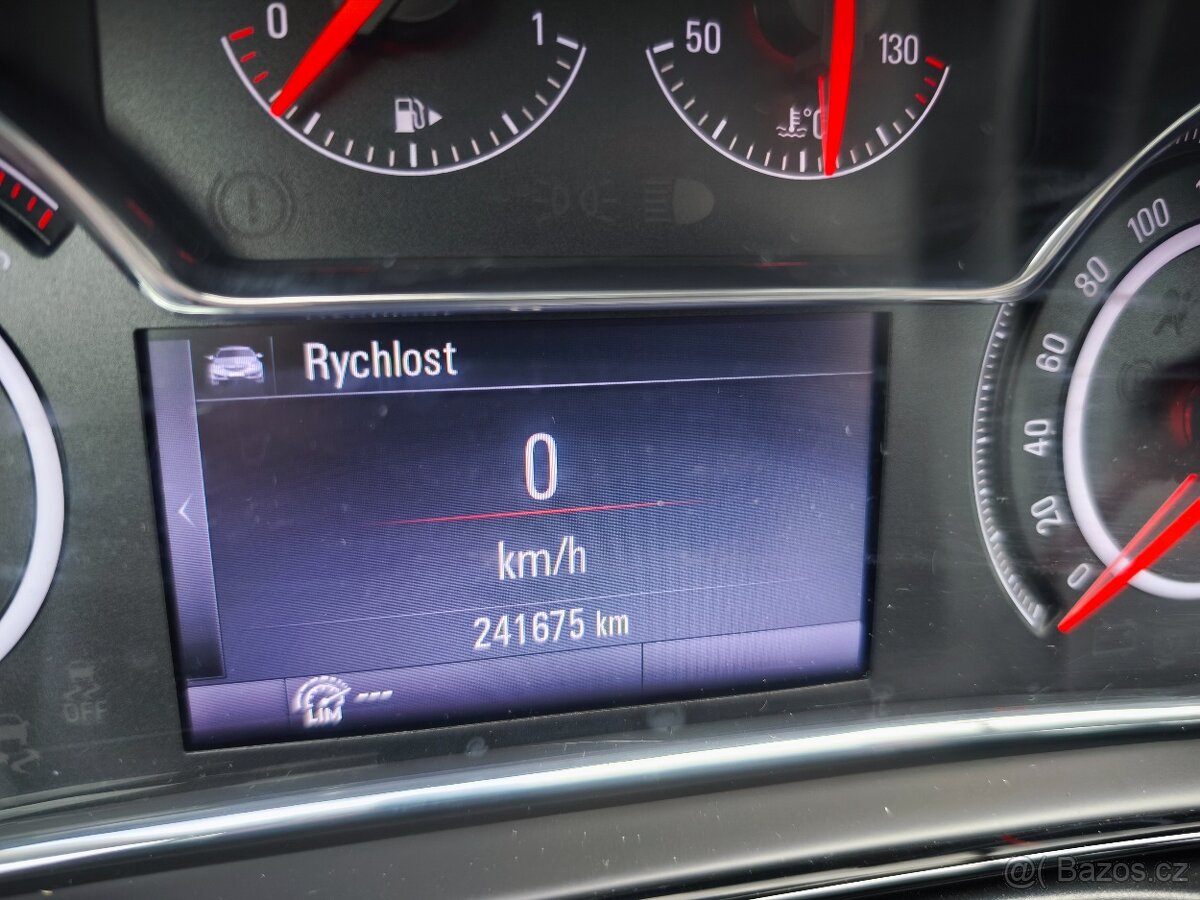 0 1
50 130
°C
100
80
60
40
20
0
Rychlost
0
km/h
241675 km
LIM ---
OFF
@( Bazos.cz